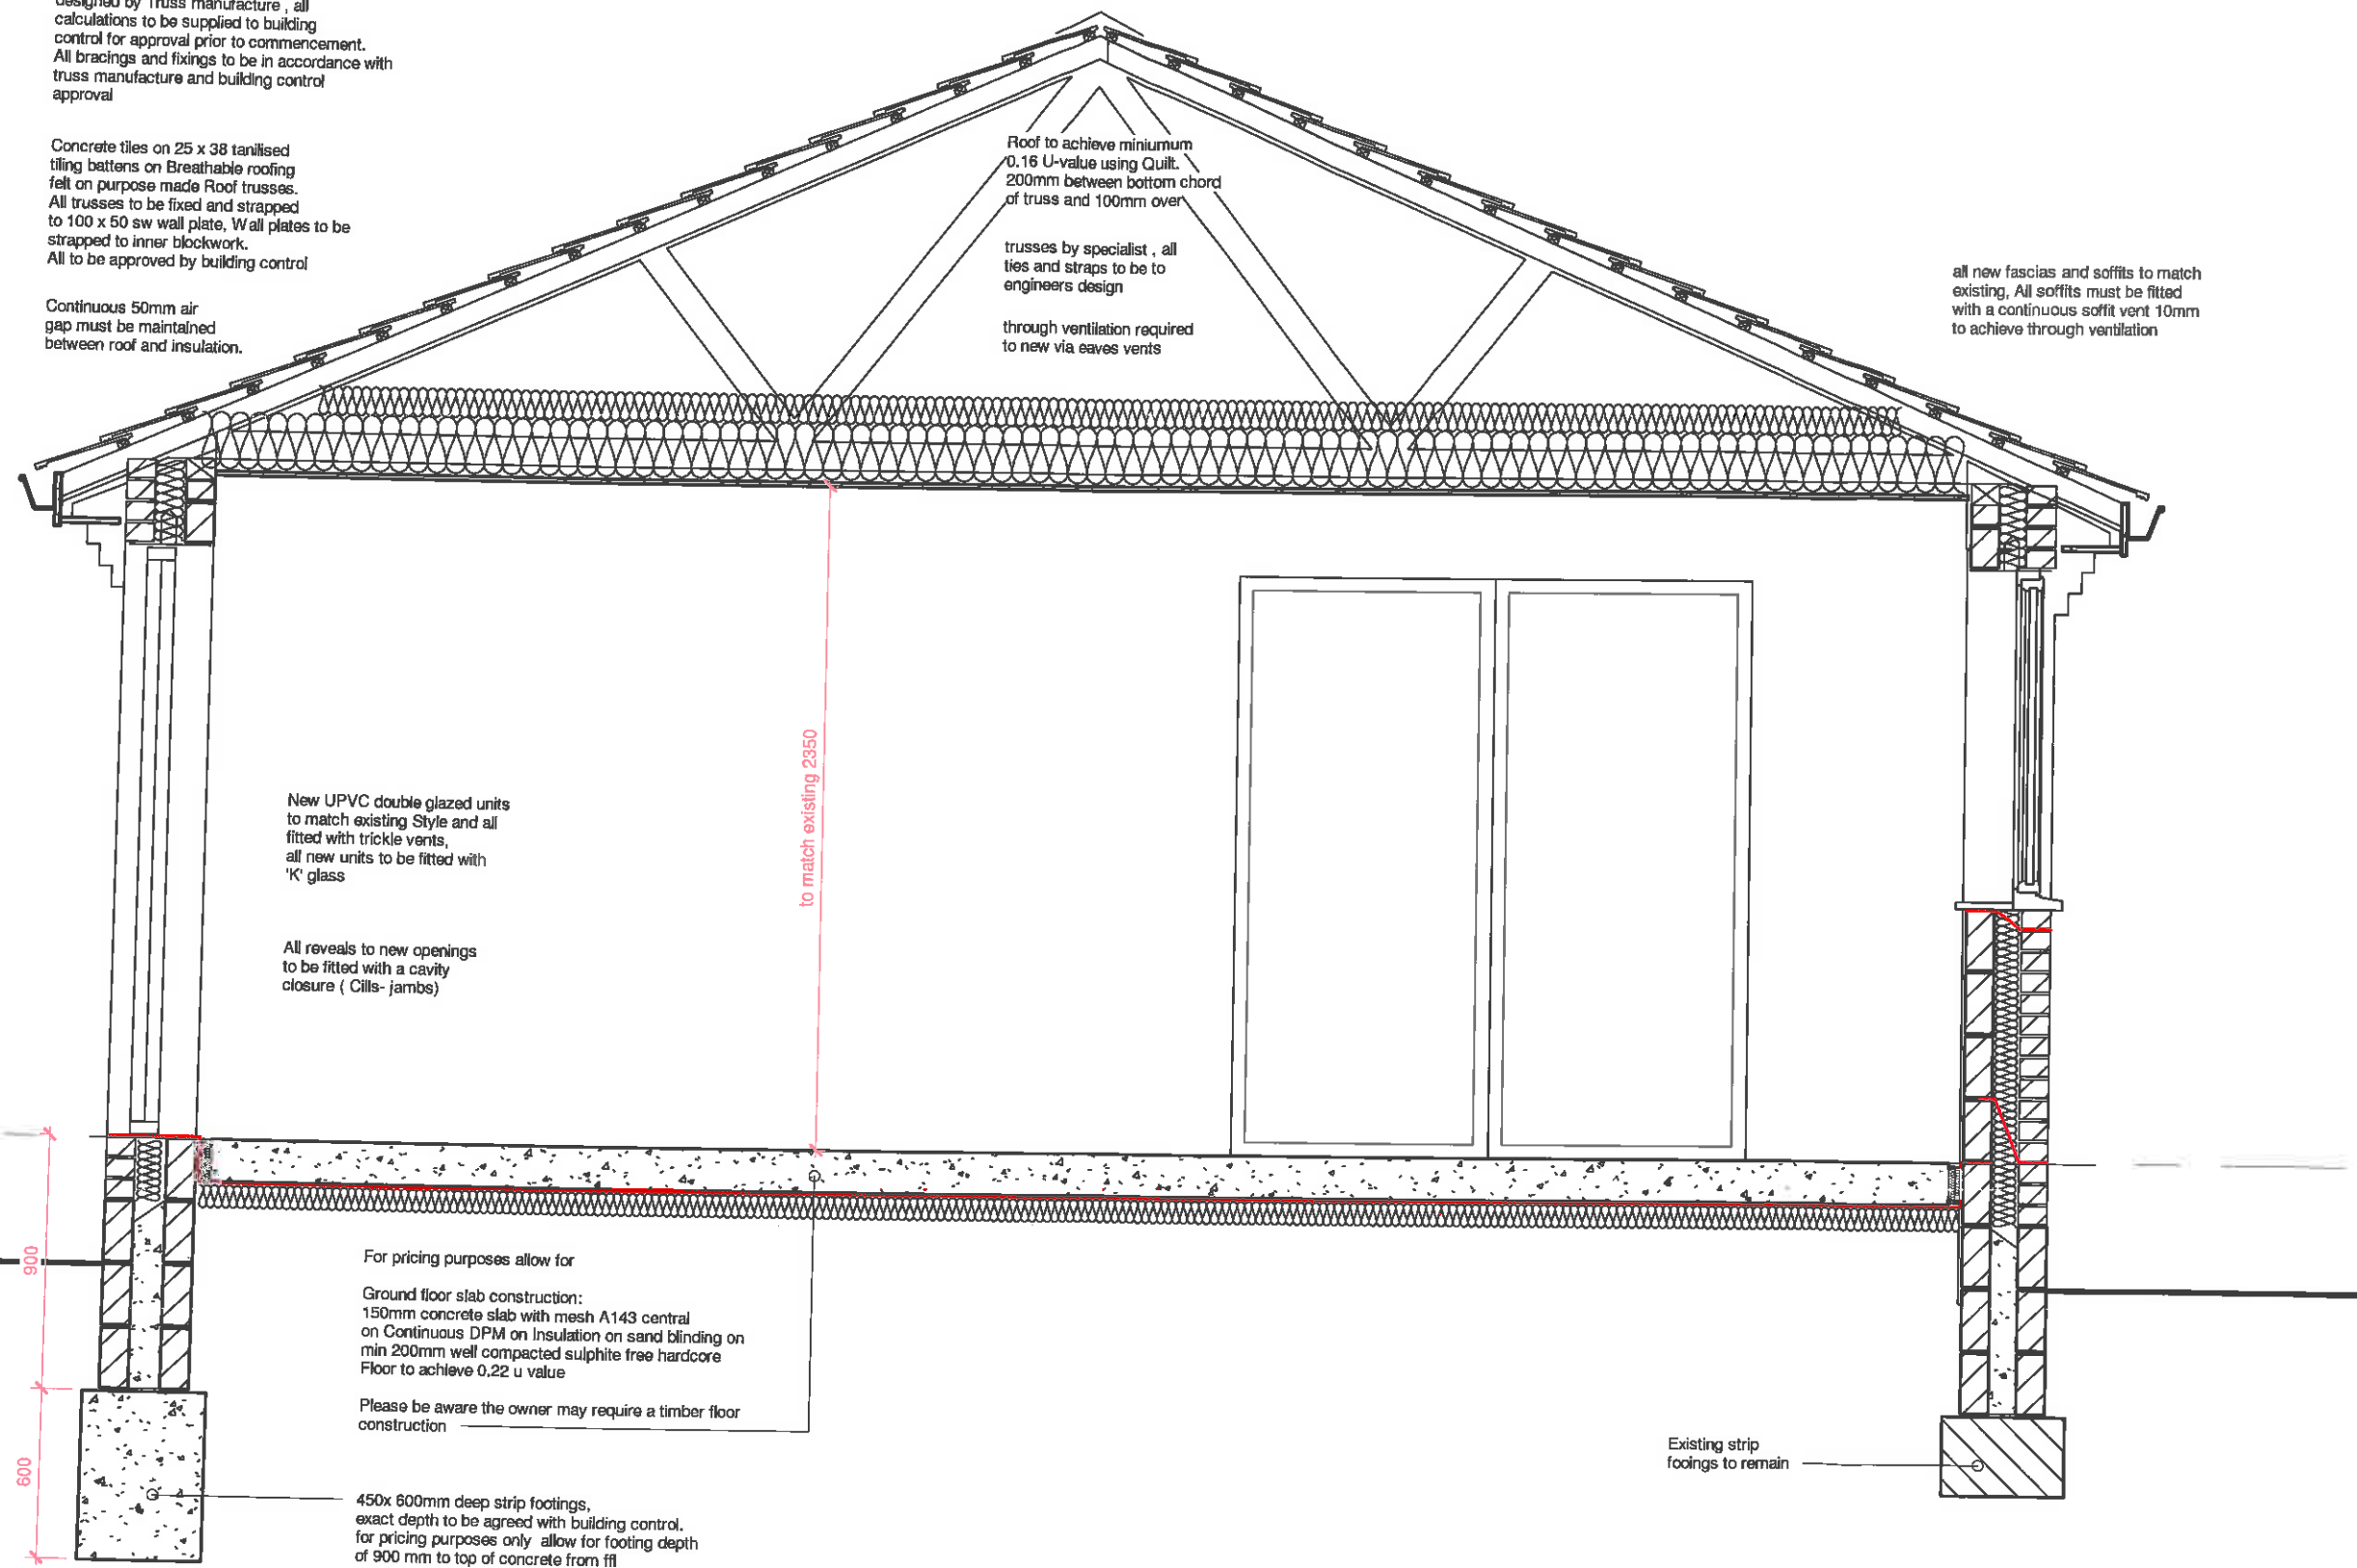 designed by Truss manufacture , all
calculations to be supplied to building
control for approval prior to commencement.
All bracings and fixings to be in accordance with
truss manufacture and building control
approval
Concrete tiles on 25 x 38 tanilised
tiling battens on Breathable roofing
felt on purpose made Roof trusses.
All trusses to be fixed and strapped
to 100 x 50 sw wall plate, Wall plates to be
strapped to inner blockwork.
All to be approved by building control
Continuous 50mm air
gap must be maintained
between roof and insulation.
Roof to achieve miniumum
0.16 U-value using Quilt.
200mm between bottom chord
of truss and 100mm over
trusses by specialist , all
ties and straps to be to
engineers design
through ventilation required
to new via eaves vents
all new fascias and soffits to match
existing, All soffits must be fitted
with a continuous soffit vent 10mm
to achieve through ventilation
New UPVC double glazed units
to match existing Style and all
fitted with trickle vents,
all new units to be fitted with
'K' glass
All reveals to new openings
to be fitted with a cavity
closure ( Cills- jambs)
to match existing 2350
900
600
For pricing purposes allow for
Ground floor slab construction:
150mm concrete slab with mesh A143 central
on Continuous DPM on Insulation on sand blinding on
min 200mm well compacted sulphite free hardcore
Floor to achieve 0.22 u value
Please be aware the owner may require a timber floor
construction
450x 600mm deep strip footings,
exact depth to be agreed with building control.
for pricing purposes only allow for footing depth
of 900 mm to top of concrete from ffl
Existing strip
fooings to remain